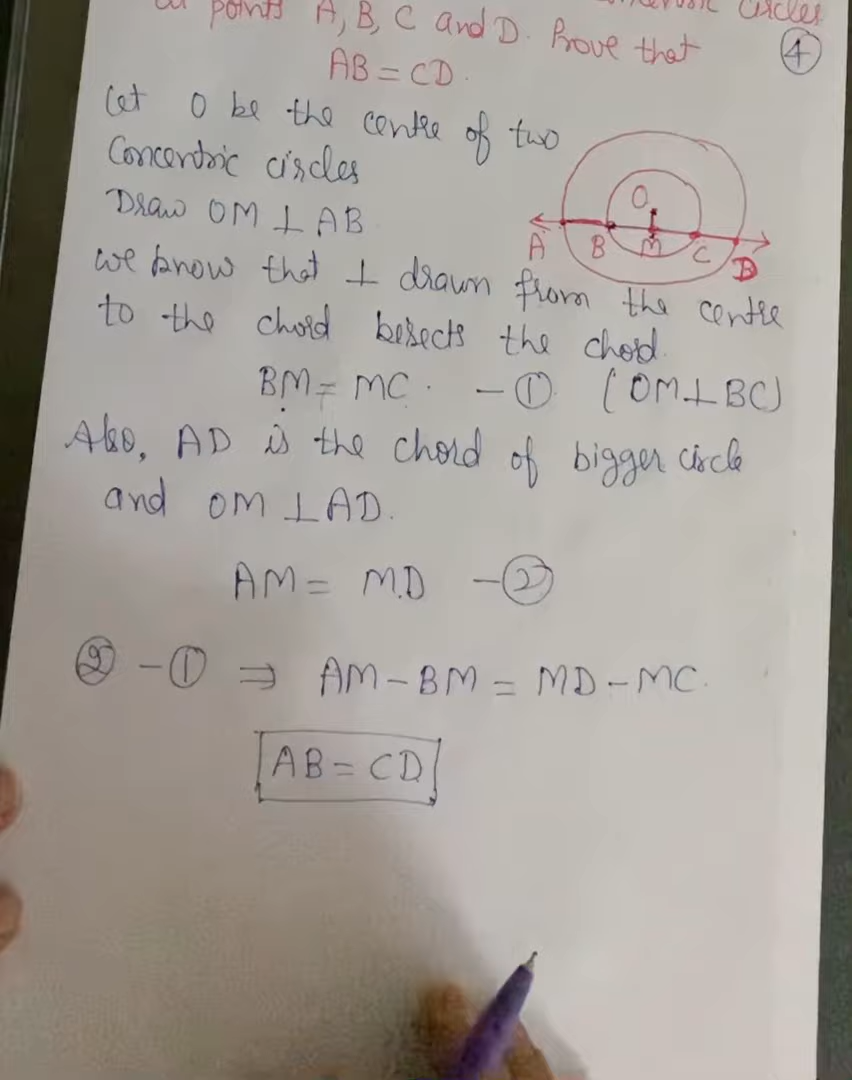 at points A, B, C and D. Prove that
circles
④
AB = CD.
Let O be the centre of two
Concentric circles
Draw OM ⊥ AB
we know that ⊥ drawn from the centre
to the chord besects the chord.
BM = MC. - ① (OM ⊥ BC)
Also, AD is the chord of bigger circle
and OM ⊥ AD.
AM = MD - ②
② - ① ⇒ AM - BM = MD - MC.
AB = CD
O
A B M C D